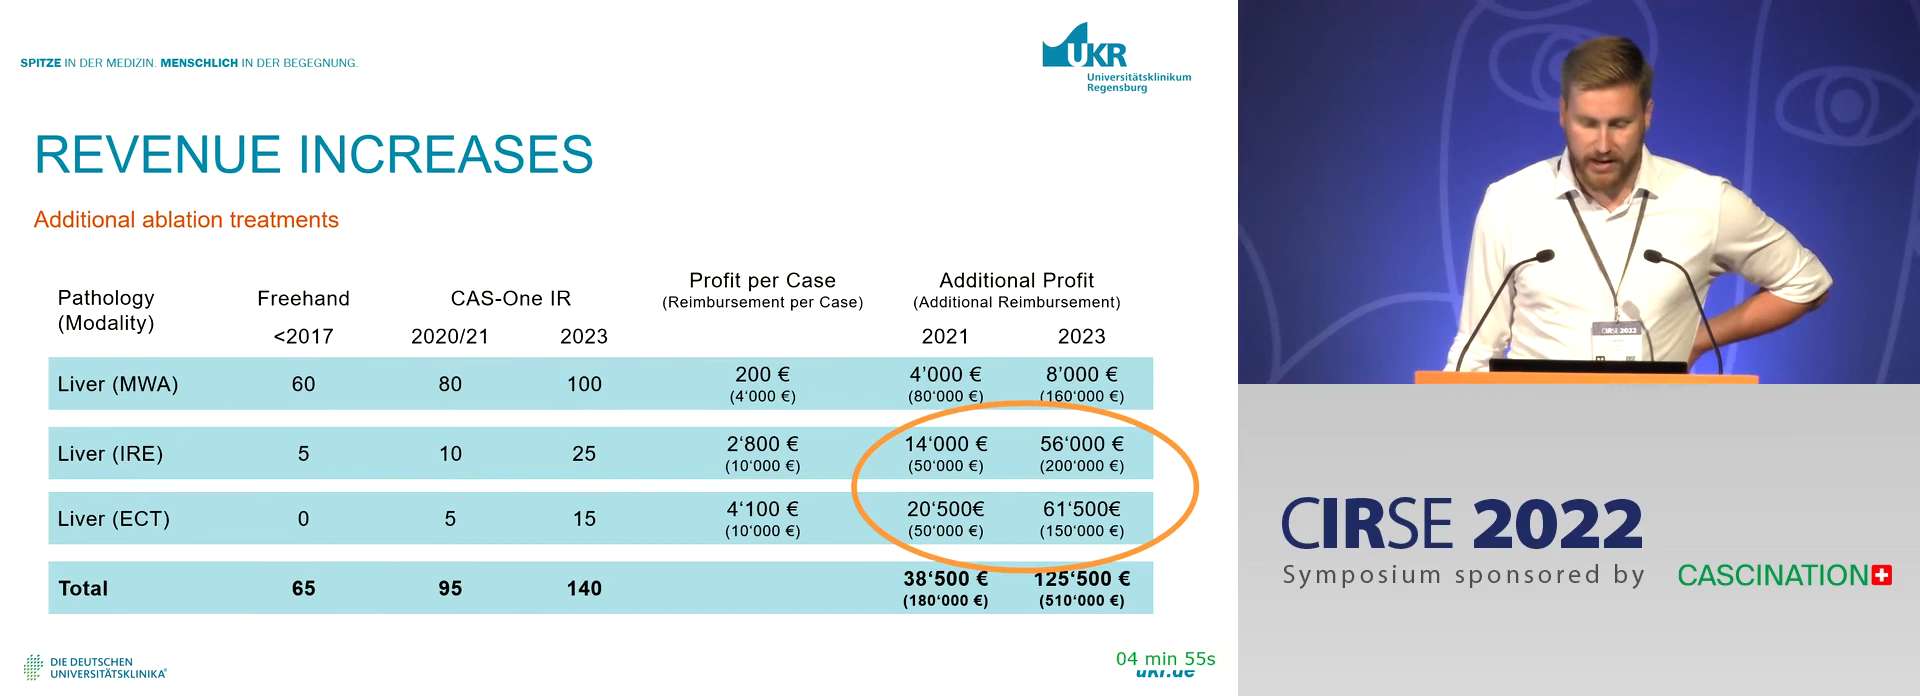 SPITZE IN DER MEDIZIN. MENSCHLICH IN DER BEGEGNUNG.
UKR
Universitätsklinikum
Regensburg
REVENUE INCREASES
Additional ablation treatments
Pathology
(Modality)
Freehand
CAS-One IR
Profit per Case
(Reimbursement per Case)
Additional Profit
(Additional Reimbursement)
<2017 2020/21 2023 2021 2023
Liver (MWA) 60 80 100 200 € 4’000 € 8’000 €
(4’000 €) (80’000 €) (160’000 €)
Liver (IRE) 5 10 25 2‘800 € 14‘000 € 56‘000 €
(10‘000 €) (50‘000 €) (200‘000 €)
Liver (ECT) 0 5 15 4‘100 € 20‘500€ 61‘500€
(10‘000 €) (50‘000 €) (150‘000 €)
Total 65 95 140 38‘500 € 125‘500 €
(180‘000 €) (510‘000 €)
DIE DEUTSCHEN
UNIVERSITÄTSKLINIKA®
04 min 55s
ukr.de
CIRSE 2022
CIRSE 2022
Symposium sponsored by CASCINATION